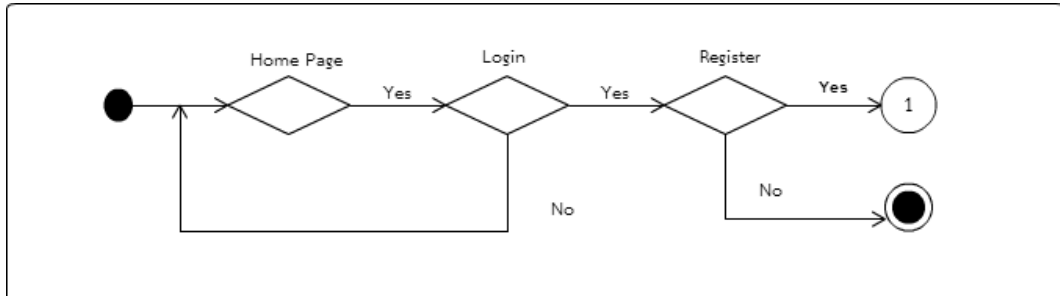 Home Page
Login
Register
Yes
Yes
Yes
1
No
No